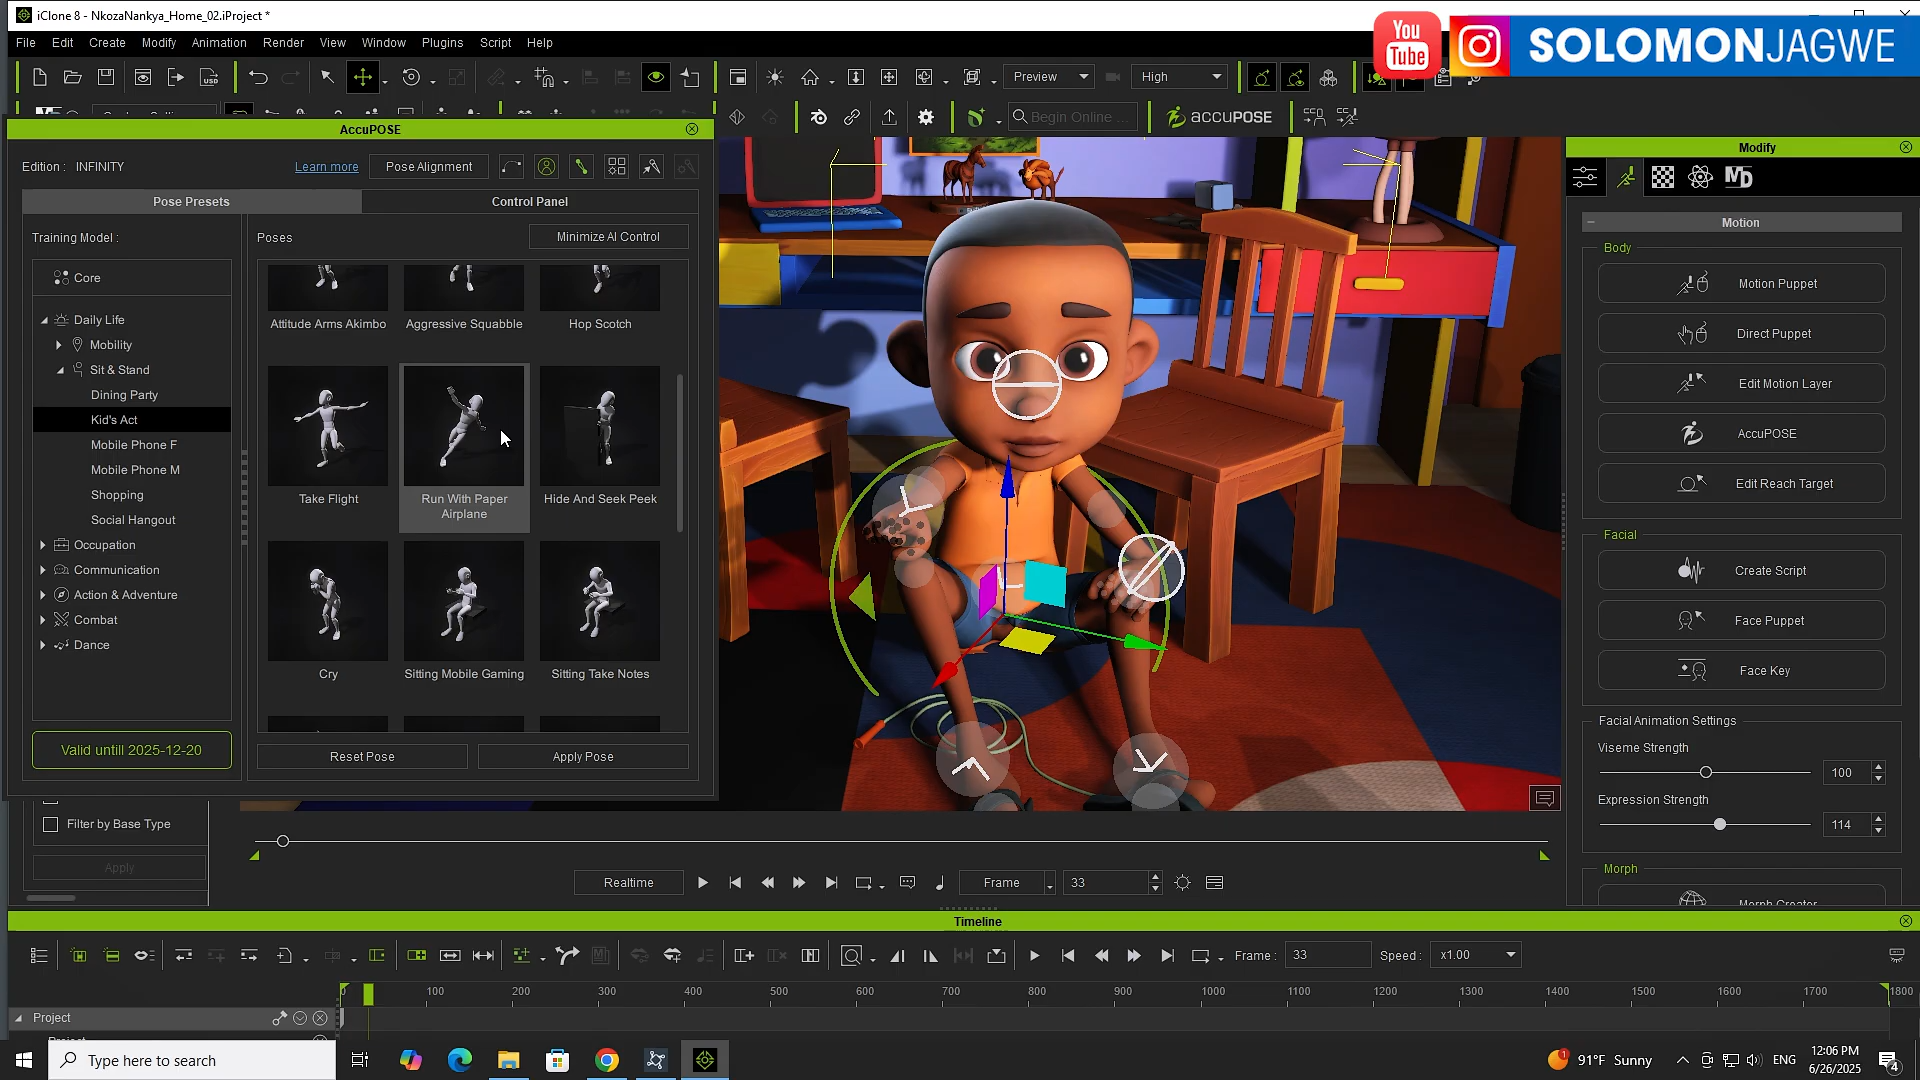 iClone 8 - NkozaNankya_Home_02.iProject *
You
Tube
SOLOMONJAGWE
File Edit Create Modify Animation Render View Window Plugins Script Help
Preview
High
Begin Online ...
ACCUPOSE
AccuPOSE
Edition : INFINITY
Learn more
Pose Alignment
Pose Presets
Control Panel
Training Model :
Core
Daily Life
Mobility
Sit & Stand
Dining Party
Kid's Act
Mobile Phone F
Mobile Phone M
Shopping
Social Hangout
Occupation
Communication
Action & Adventure
Combat
Dance
Valid untill 2025-12-20
Poses
Minimize AI Control
Attitude Arms Akimbo
Aggressive Squabble
Hop Scotch
Take Flight
Run With Paper
Airplane
Hide And Seek Peek
Cry
Sitting Mobile Gaming
Sitting Take Notes
Reset Pose
Apply Pose
Filter by Base Type
Apply
Modify
MD
Motion
Body
Motion Puppet
Direct Puppet
Edit Motion Layer
AccuPOSE
Edit Reach Target
Facial
Create Script
Face Puppet
Face Key
Facial Animation Settings
Viseme Strength
100
Expression Strength
114
Morph
Morph Creator
Realtime
Frame
33
Timeline
Frame : 33
Speed : x1.00
0 100 200 300 400 500 600 700 800 900 1000 1100 1200 1300 1400 1500 1600 1700 1800
Project
Type here to search
91°F Sunny
ENG
12:06 PM
6/26/2025
4